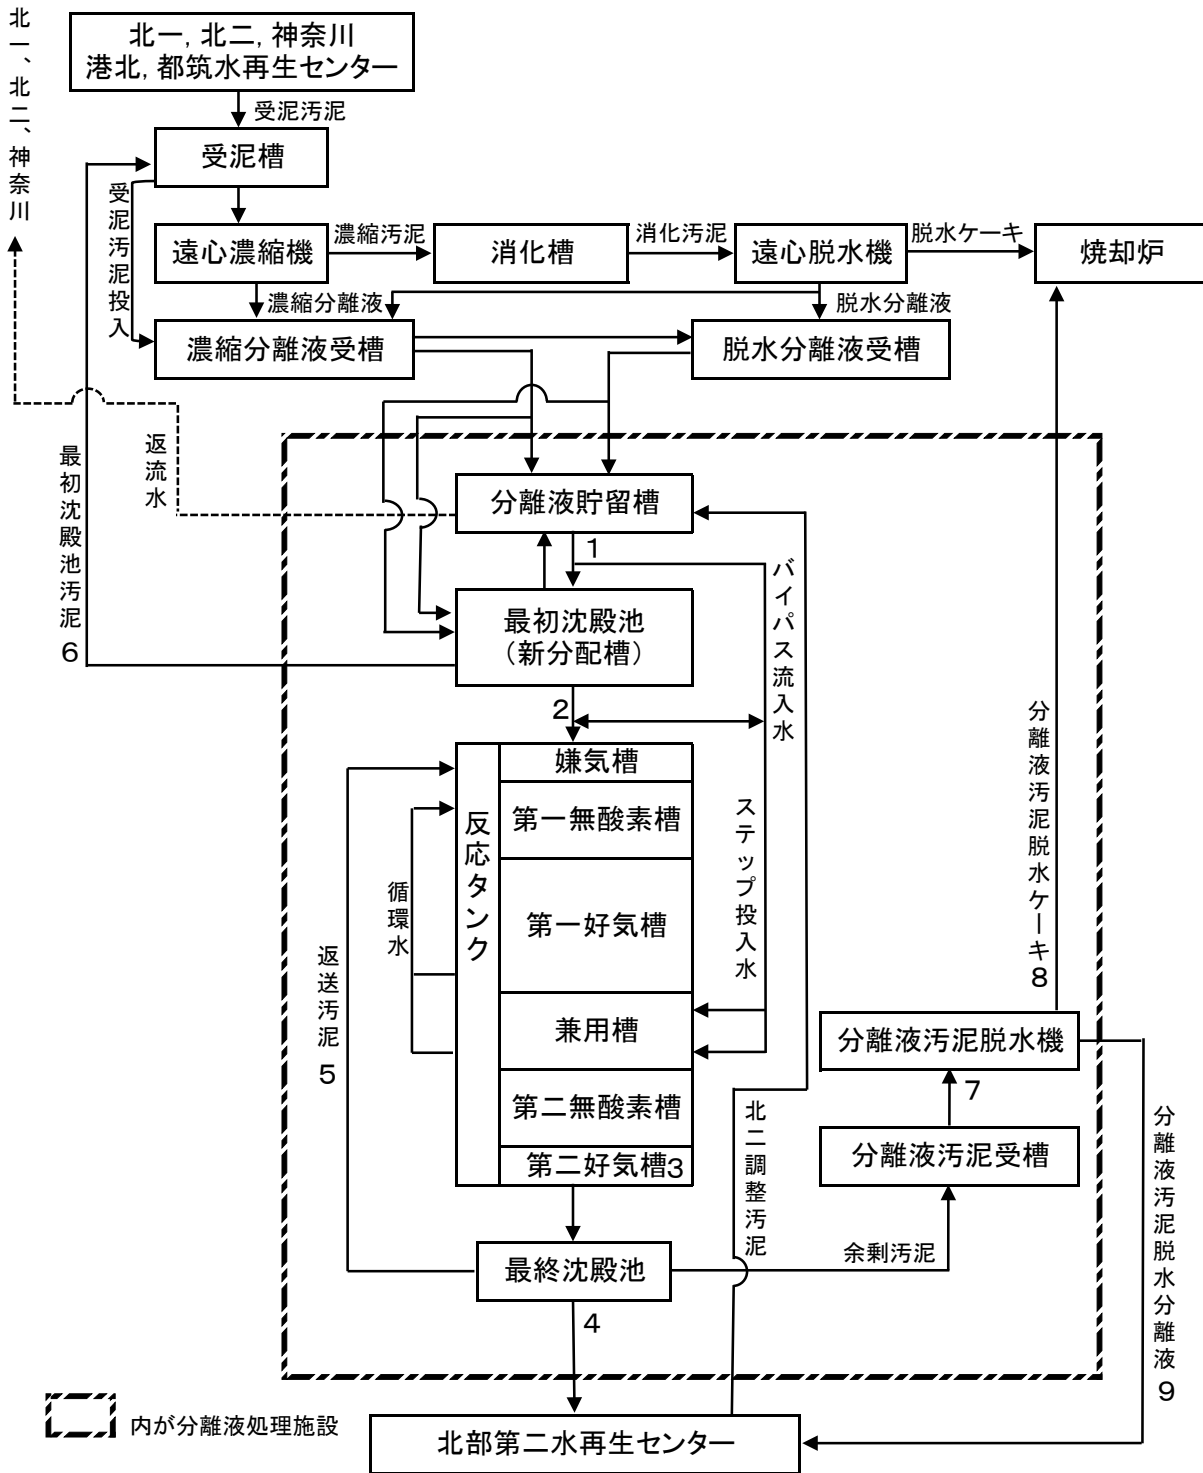 北一、北二、神奈川
北一, 北二, 神奈川
港北, 都筑水再生センター
受泥汚泥
受泥槽
受泥汚泥投入
遠心濃縮機
濃縮汚泥
消化槽
消化汚泥
遠心脱水機
脱水ケーキ
焼却炉
濃縮分離液
脱水分離液
濃縮分離液受槽
脱水分離液受槽
返流水
最初沈殿池汚泥
6
分離液貯留槽
1
最初沈殿池
(新分配槽)
バイパス流入水
2
嫌気槽
第一無酸素槽
第一好気槽
兼用槽
第二無酸素槽
第二好気槽3
反応タンク
循環水
返送汚泥
5
ステップ投入水
分離液汚泥脱水ケーキ
8
分離液汚泥脱水機
7
分離液汚泥受槽
北二調整汚泥
余剰汚泥
最終沈殿池
4
分離液汚泥脱水分離液
9
内が分離液処理施設
北部第二水再生センター